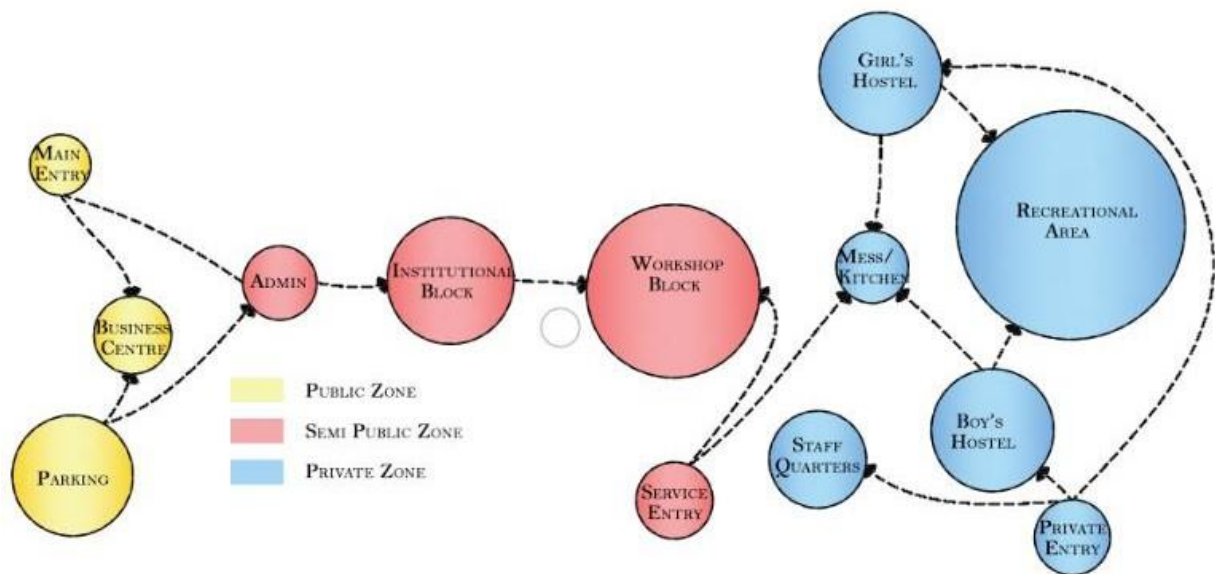 Girl's
Hostel
Main
Entry
Recreational
Area
Mess/
Kitchen
Workshop
Block
Institutional
Block
Admin
Business
Centre
Public Zone
Semi Public Zone
Private Zone
Parking
Boy's
Hostel
Staff
Quarters
Service
Entry
Private
Entry